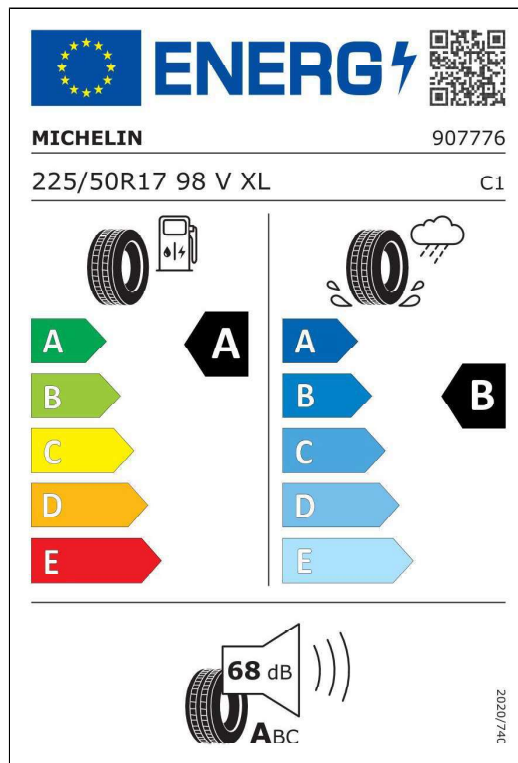 ENERG
MICHELIN 907776
225/50R17 98 V XL C1
A A A
B B B
C C
D D
E E
68 dB
ABC
2020/740